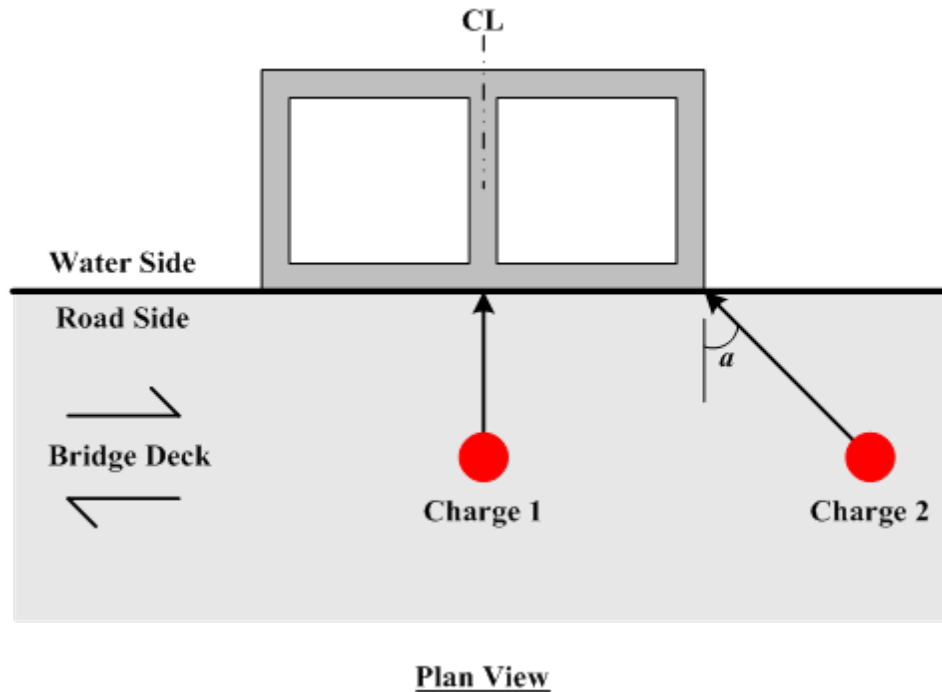 CL
Water Side
Road Side
a
Bridge Deck
Charge 1
Charge 2
Plan View